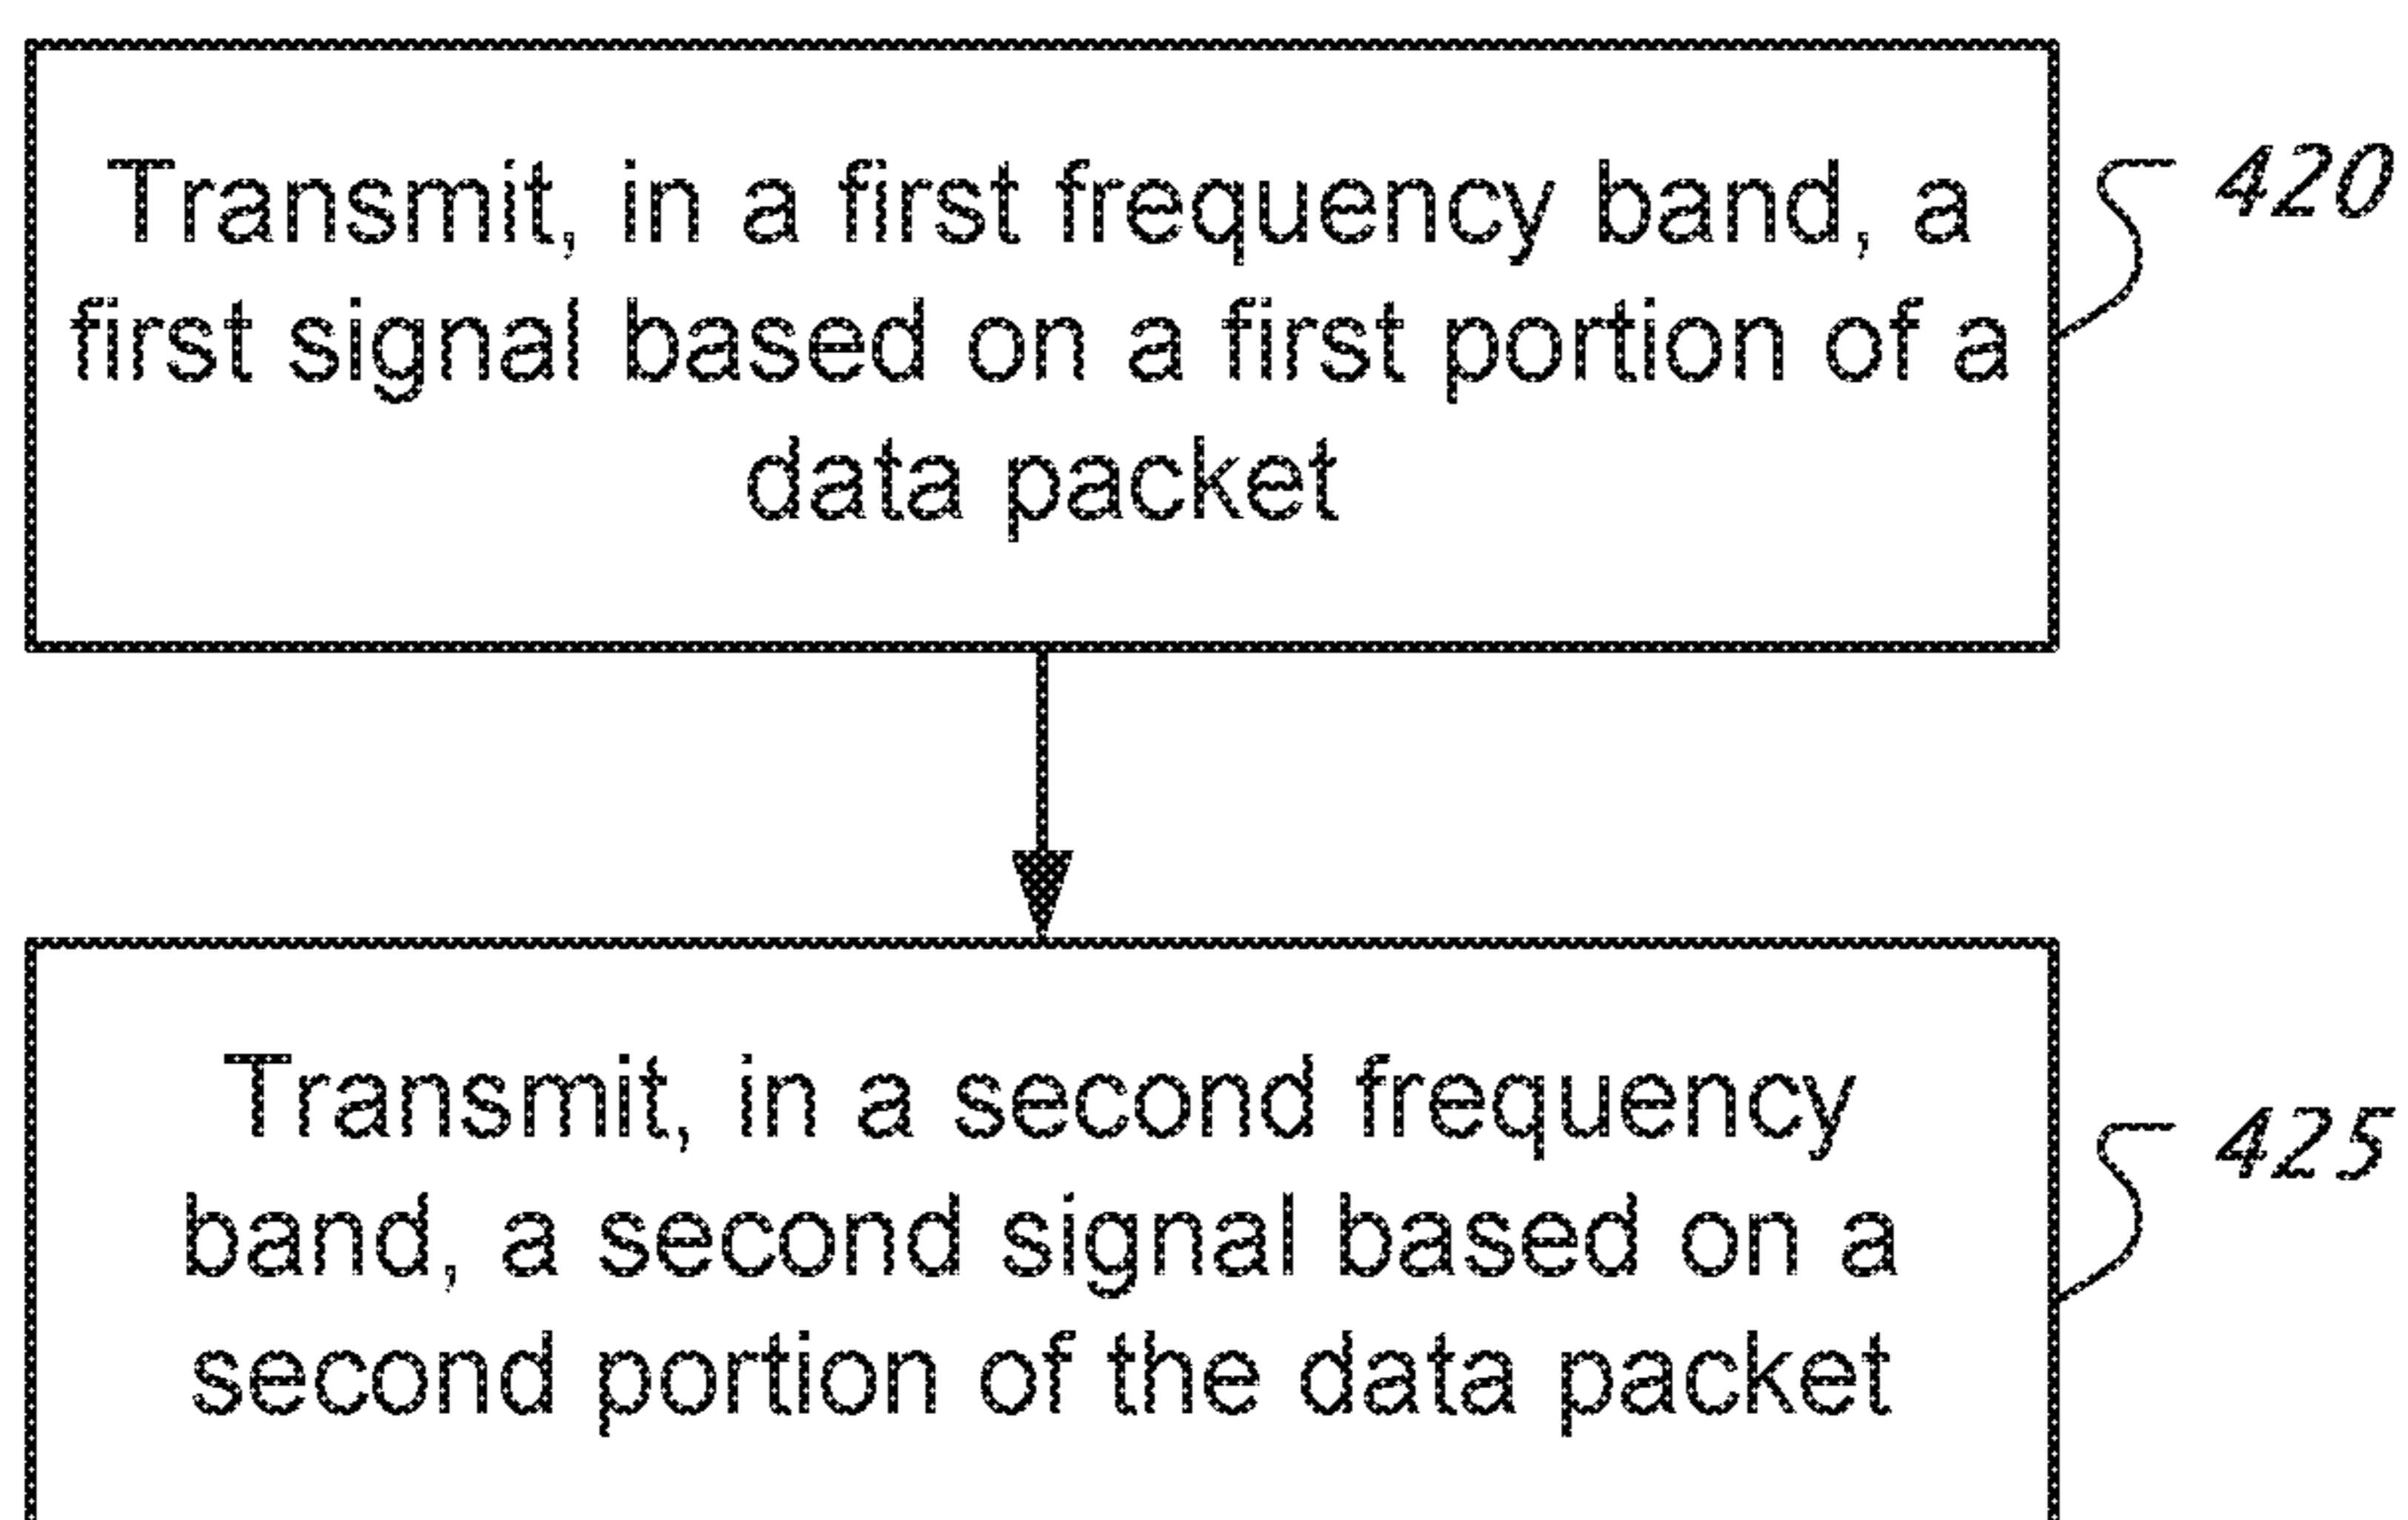 Transmit, in a first frequency band, a
first signal based on a first portion of a
data packet
420
Transmit, in a second frequency
band, a second signal based on a
second portion of the data packet
425